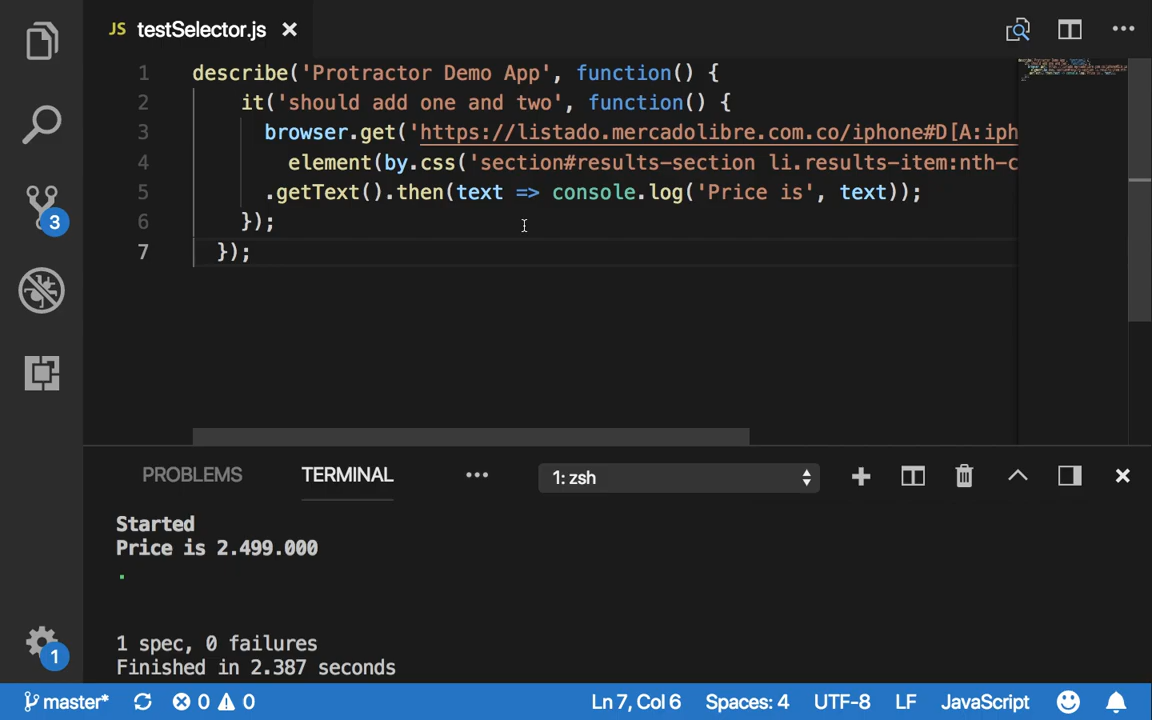 JS testSelector.js
1 describe('Protractor Demo App', function() {
2 it('should add one and two', function() {
3 browser.get('https://listado.mercadolibre.com.co/iphone#D[A:iph
4 element(by.css('section#results-section li.results-item:nth-c
5 .getText().then(text => console.log('Price is', text));
6 });
7 });
3
PROBLEMS TERMINAL 1: zsh
Started
Price is 2.499.000
.
1 spec, 0 failures
Finished in 2.387 seconds
1
master* 0 0 Ln 7, Col 6 Spaces: 4 UTF-8 LF JavaScript